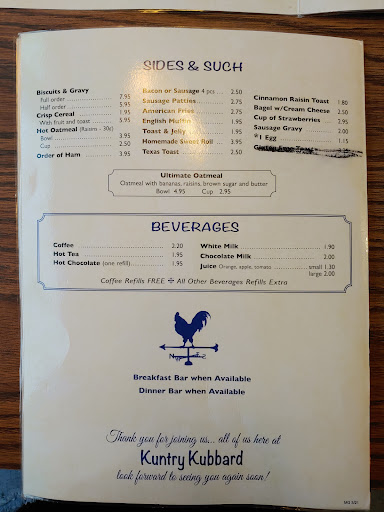 SIDES & SUCH
Biscuits & Gravy
Full order 7.95
Half order 5.95
Crisp Cereal 1.95
With fruit and toast 5.95
Hot Oatmeal (Raisins - 30¢)
Bowl 3.95
Cup 2.50
Order of Ham 3.95
Bacon or Sausage 4 pcs 2.50
Sausage Patties 2.75
American Fries 2.75
English Muffin 1.95
Toast & Jelly 1.95
Homemade Sweet Roll 3.95
Texas Toast 2.50
Cinnamon Raisin Toast 1.80
Bagel w/Cream Cheese 2.50
Cup of Strawberries 2.95
Sausage Gravy 2.00
*1 Egg 1.15
Ultimate Oatmeal
Oatmeal with bananas, raisins, brown sugar and butter
Bowl 4.95 Cup 2.95
BEVERAGES
Coffee 2.20
Hot Tea 1.95
Hot Chocolate (one refill) 1.95
White Milk 1.90
Chocolate Milk 2.00
Juice Orange, apple, tomato small 1.30
large 2.00
Coffee Refills FREE ✠ All Other Beverages Refills Extra
Breakfast Bar when Available
Dinner Bar when Available
Thank you for joining us... all of us here at
Kuntry Kubbard
look forward to seeing you again soon!